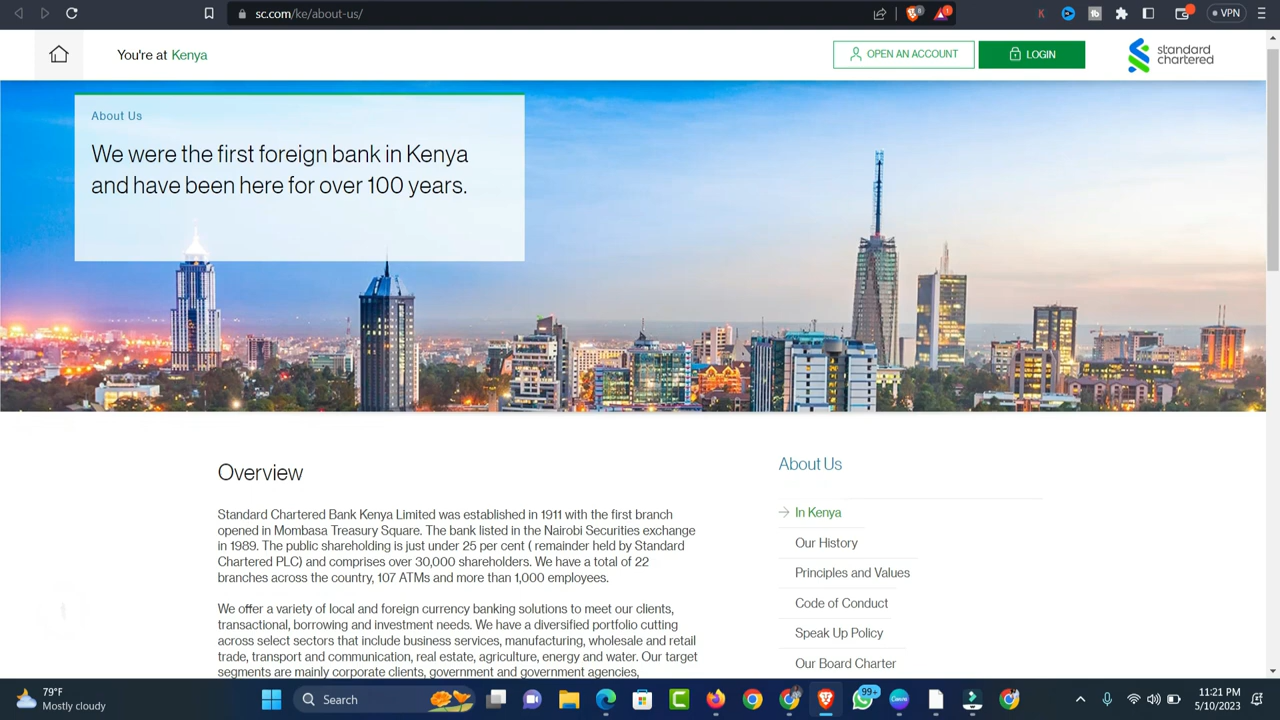 sc.com/ke/about-us/
VPN
You're at Kenya
OPEN AN ACCOUNT
LOGIN
standard
chartered
About Us
We were the first foreign bank in Kenya
and have been here for over 100 years.
Overview
Standard Chartered Bank Kenya Limited was established in 1911 with the first branch
opened in Mombasa Treasury Square. The bank listed in the Nairobi Securities exchange
in 1989. The public shareholding is just under 25 per cent ( remainder held by Standard
Chartered PLC) and comprises over 30,000 shareholders. We have a total of 22
branches across the country, 107 ATMs and more than 1,000 employees.
We offer a variety of local and foreign currency banking solutions to meet our clients,
transactional, borrowing and investment needs. We have a diversified portfolio cutting
across select sectors that include business services, manufacturing, wholesale and retail
trade, transport and communication, real estate, agriculture, energy and water. Our target
segments are mainly corporate clients, government and government agencies,
About Us
In Kenya
Our History
Principles and Values
Code of Conduct
Speak Up Policy
Our Board Charter
79°F
Mostly cloudy
Search
99+
11:21 PM
5/10/2023